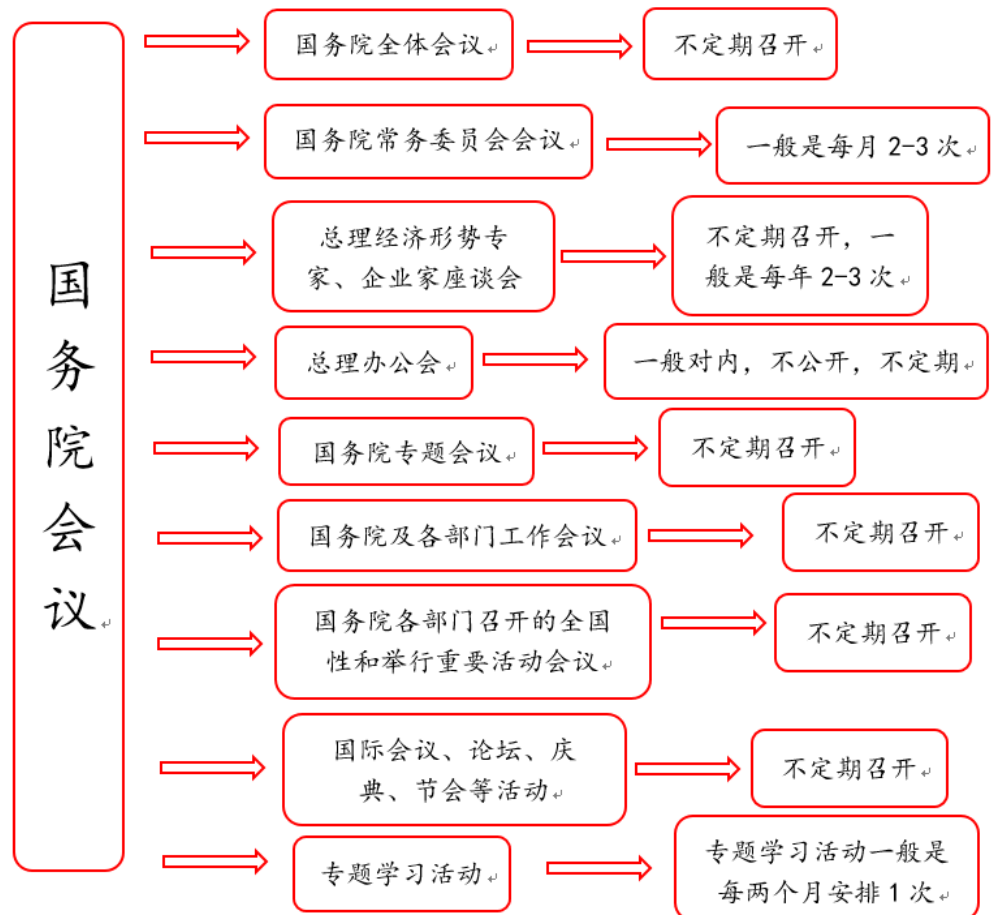 国务院会议
国务院全体会议
不定期召开
国务院常务委员会会议
一般是每月2-3次
总理经济形势专
家、企业家座谈会
不定期召开，一
般是每年2-3次
总理办公会
一般对内，不公开，不定期
国务院专题会议
不定期召开
国务院及各部门工作会议
不定期召开
国务院各部门召开的全国
性和举行重要活动会议
不定期召开
国际会议、论坛、庆
典、节会等活动
不定期召开
专题学习活动
专题学习活动一般是
每两个月安排1次